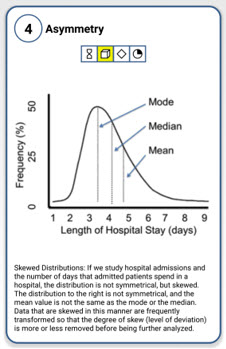 4 Asymmetry
Mode
Median
Mean
Frequency (%)
50
25
0
1 2 3 4 5 6 7 8 9
Length of Hospital Stay (days)
Skewed Distributions: If we study hospital admissions and
the number of days that admitted patients spend in a
hospital, the distribution is not symmetrical, but skewed.
The distribution to the right is not symmetrical, and the
mean value is not the same as the mode or the median.
Data that are skewed in this manner are frequently
transformed so that the degree of skew (level of deviation)
is more or less removed before being further analyzed.